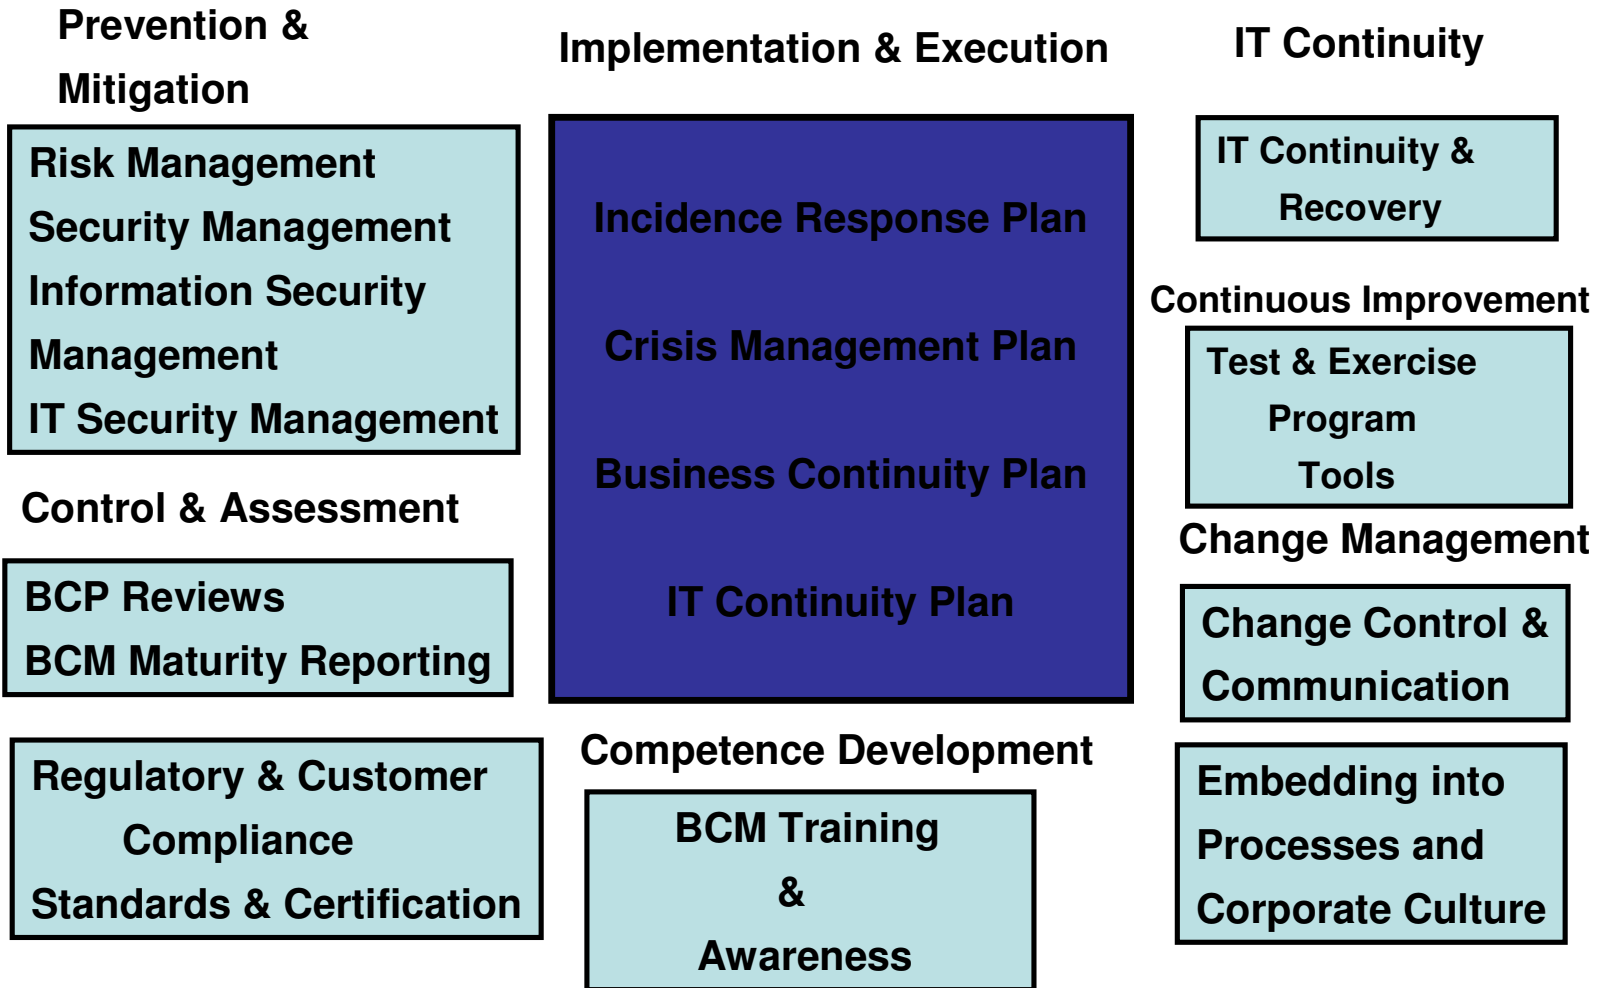 Prevention &
Mitigation
Risk Management
Security Management
Information Security
Management
IT Security Management
Control & Assessment
BCP Reviews
BCM Maturity Reporting
Regulatory & Customer
Compliance
Standards & Certification
Implementation & Execution
Incidence Response Plan
Crisis Management Plan
Business Continuity Plan
IT Continuity Plan
Competence Development
BCM Training
&
Awareness
IT Continuity
IT Continuity &
Recovery
Continuous Improvement
Test & Exercise
Program
Tools
Change Management
Change Control &
Communication
Embedding into
Processes and
Corporate Culture